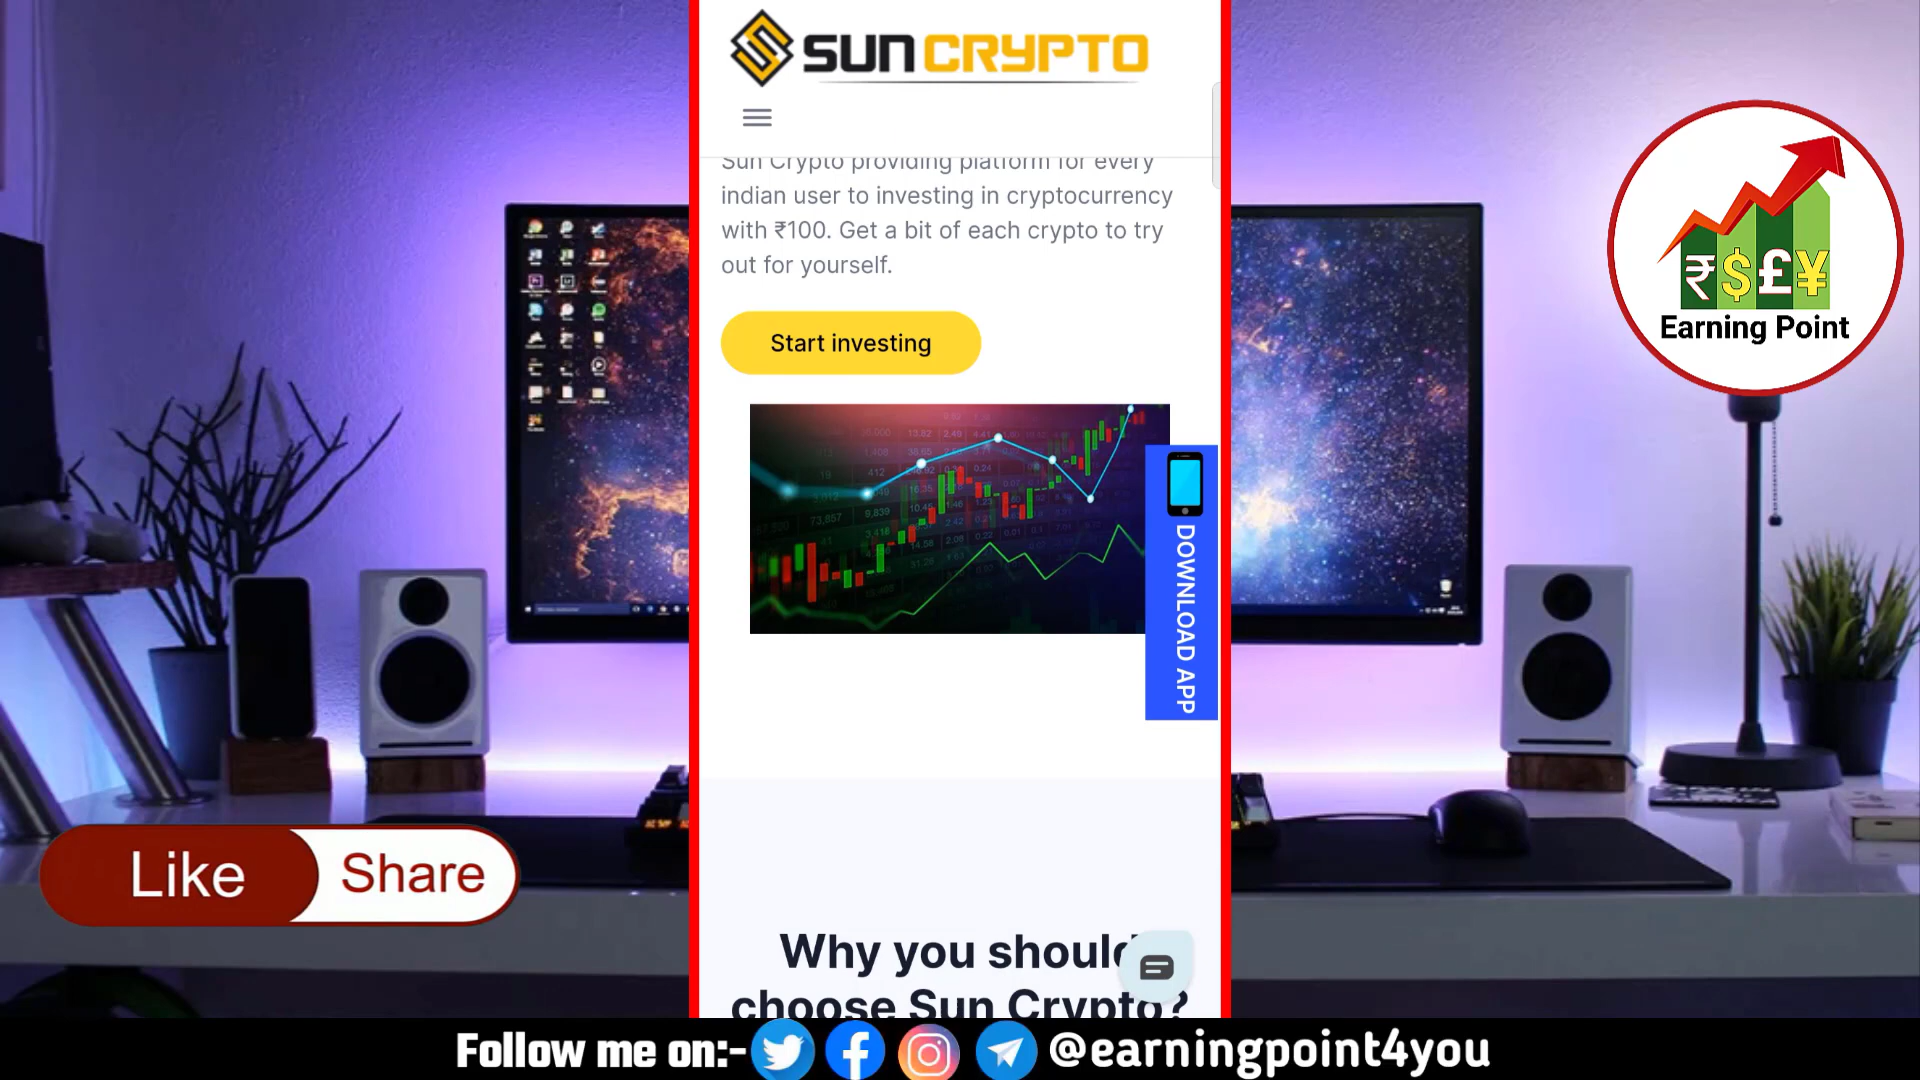 SUN CRYPTO
Sun Crypto providing platform for every
indian user to investing in cryptocurrency
with ₹100. Get a bit of each crypto to try
out for yourself.
Start investing
DOWNLOAD APP
Why you should
choose Sun Crypto?
₹$£¥
Earning Point
Like
Share
Follow me on:-
@earningpoint4you